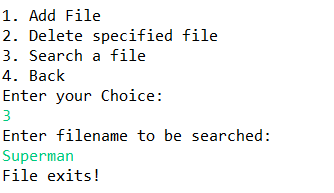 1. Add File
2. Delete specified file
3. Search a file
4. Back
Enter your Choice:
3
Enter filename to be searched:
Superman
File exits!